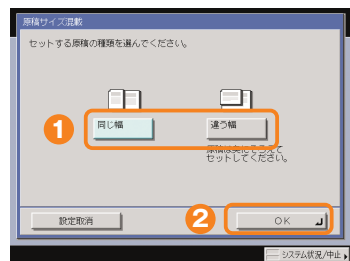 原稿サイズ混載
セットする原稿の種類を選んでください。
1
同じ幅
違う幅
原稿は奥にそろえて
セットしてください。
設定取消
2
OK
システム状況/中止